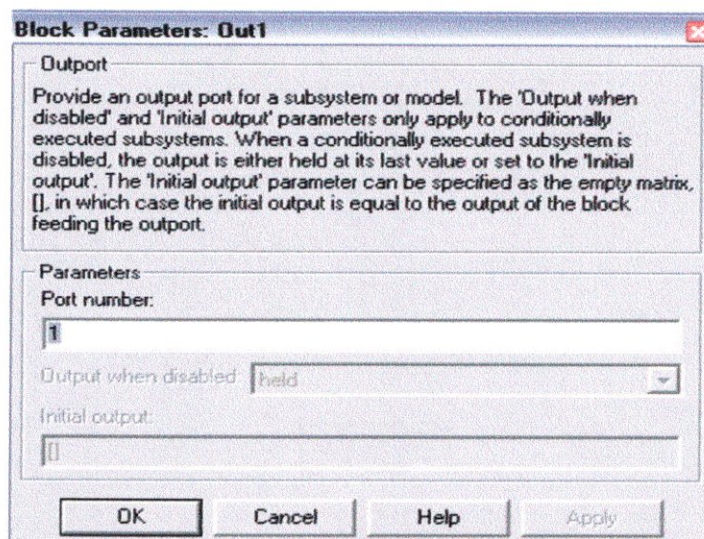 Block Parameters: Out1
Outport
Provide an output port for a subsystem or model. The 'Output when
disabled' and 'Initial output' parameters only apply to conditionally
executed subsystems. When a conditionally executed subsystem is
disabled, the output is either held at its last value or set to the 'Initial
output'. The 'Initial output' parameter can be specified as the empty matrix,
[], in which case the initial output is equal to the output of the block
feeding the outport.
Parameters
Port number:
1
Output when disabled held
Initial output:
[]
OK Cancel Help Apply